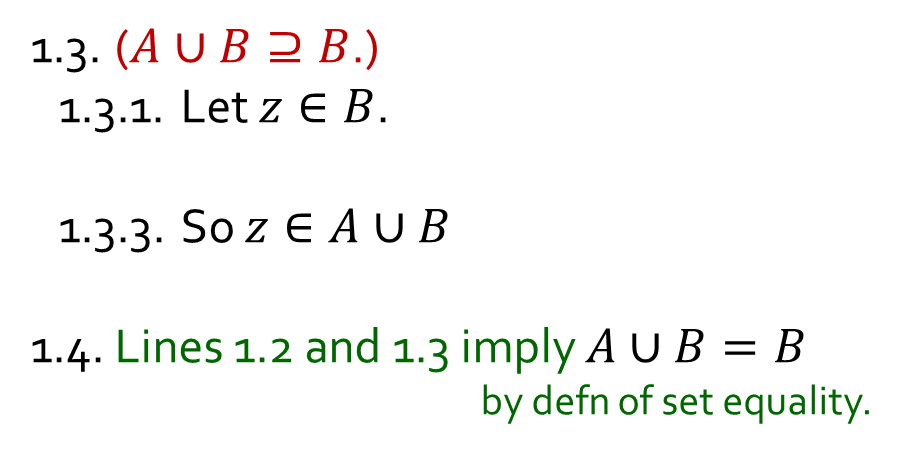 1.3. (A ∪ B ⊇ B.)
1.3.1. Let z ∈ B.
1.3.3. So z ∈ A ∪ B
1.4. Lines 1.2 and 1.3 imply A ∪ B = B
by defn of set equality.